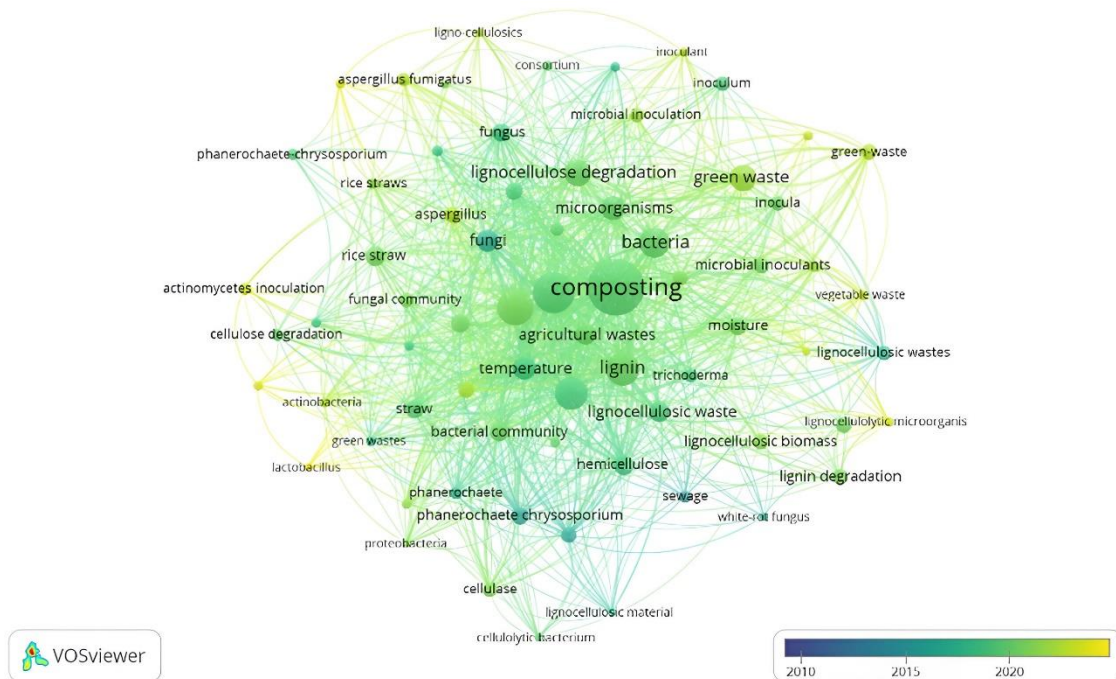 ligno-cellulosics
inoculant
consortium
aspergillus fumigatus
inoculum
microbial inoculation
fungus
green-waste
phanerochaete-chrysosporium
lignocellulose degradation
green waste
rice straws
inocula
aspergillus
microorganisms
fungi
bacteria
rice straw
microbial inoculants
actinomycetes inoculation
composting
vegetable waste
fungal community
cellulose degradation
agricultural wastes
moisture
lignocellulosic wastes
temperature
lignin
trichoderma
actinobacteria
straw
lignocellulosic waste
lignocellulolytic microorganis
bacterial community
green wastes
lignocellulosic biomass
lactobacillus
hemicellulose
lignin degradation
phanerochaete
sewage
phanerochaete chrysosporium
white-rot fungus
proteobacteria
cellulase
lignocellulosic material
cellulolytic bacterium
VOSviewer
2010 2015 2020